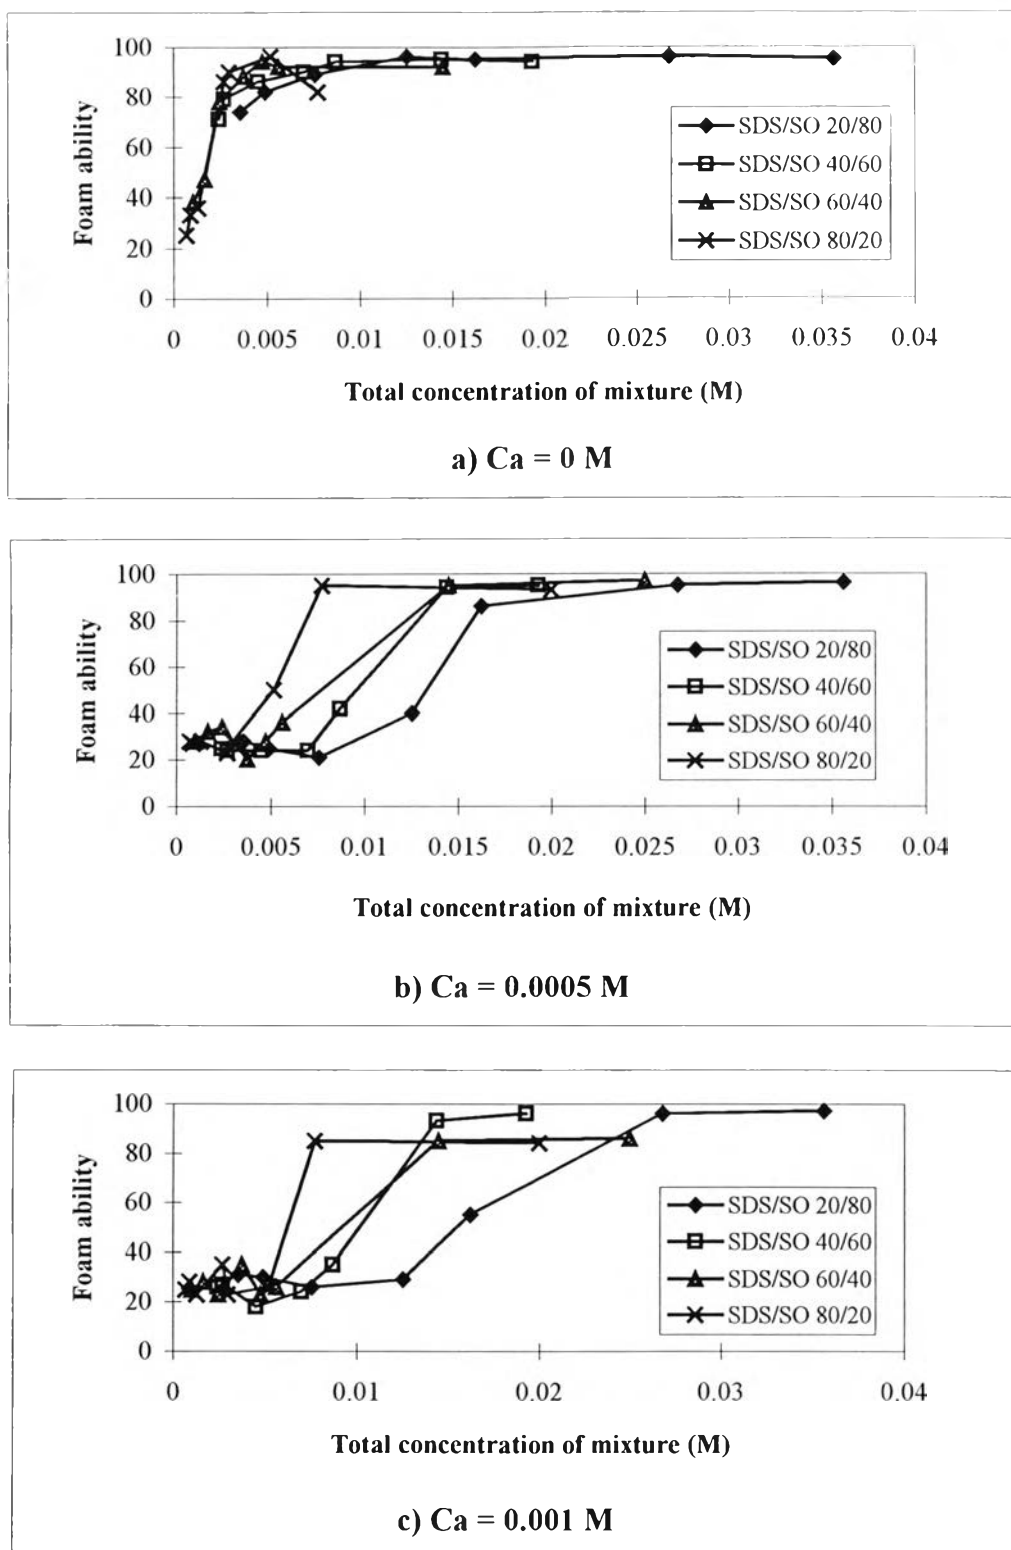 100
80
60
40
20
0
Foam ability
SDS/SO 20/80
SDS/SO 40/60
SDS/SO 60/40
SDS/SO 80/20
0 0.005 0.01 0.015 0.02 0.025 0.03 0.035 0.04
Total concentration of mixture (M)
a) Ca = 0 M
100
80
60
40
20
0
Foam ability
SDS/SO 20/80
SDS/SO 40/60
SDS/SO 60/40
SDS/SO 80/20
0 0.005 0.01 0.015 0.02 0.025 0.03 0.035 0.04
Total concentration of mixture (M)
b) Ca = 0.0005 M
100
80
60
40
20
0
Foam ability
SDS/SO 20/80
SDS/SO 40/60
SDS/SO 60/40
SDS/SO 80/20
0 0.01 0.02 0.03 0.04
Total concentration of mixture (M)
c) Ca = 0.001 M